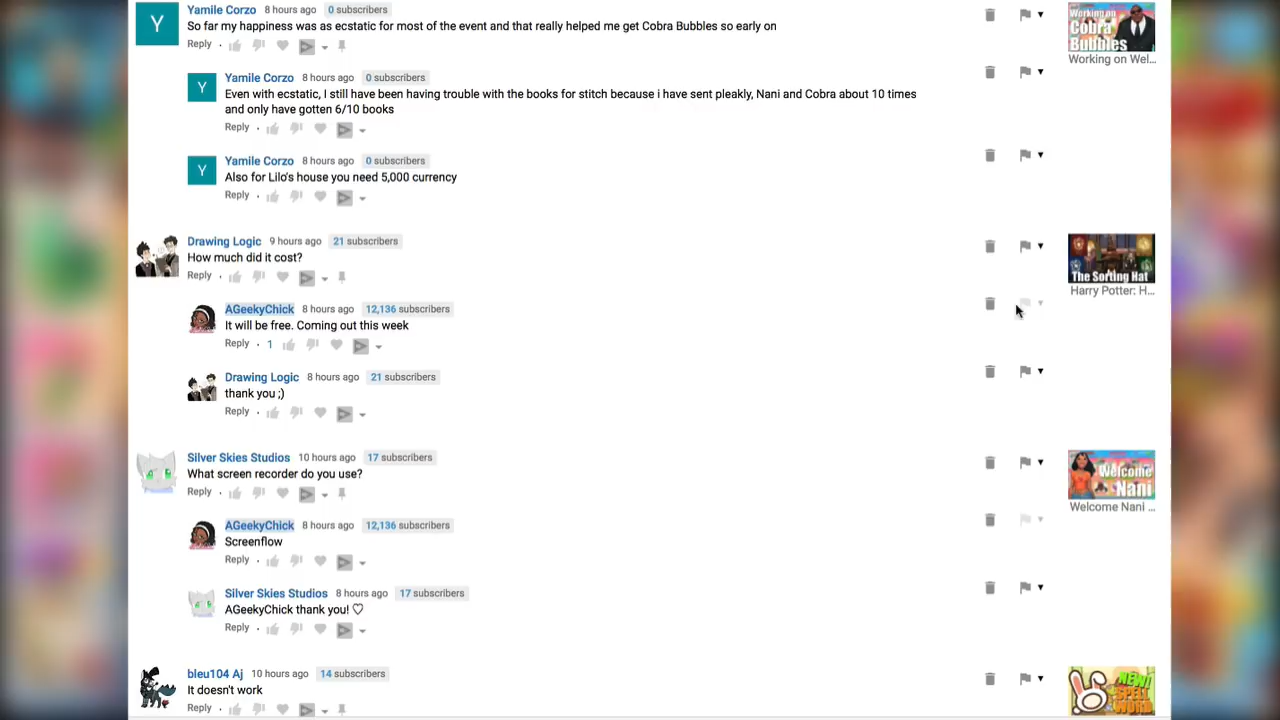 Y
Yamile Corzo 8 hours ago 0 subscribers
So far my happiness was as ecstatic for most of the event and that really helped me get Cobra Bubbles so early on
Reply
Working on
Cobra
Bubbles
Working on Wel...
Y
Yamile Corzo 8 hours ago 0 subscribers
Even with ecstatic, I still have been having trouble with the books for stitch because i have sent pleakly, Nani and Cobra about 10 times
and only have gotten 6/10 books
Reply
Y
Yamile Corzo 8 hours ago 0 subscribers
Also for Lilo's house you need 5,000 currency
Reply
Drawing Logic 9 hours ago 21 subscribers
How much did it cost?
Reply
The Sorting Hat
Harry Potter: H...
AGeekyChick 8 hours ago 12,136 subscribers
It will be free. Coming out this week
Reply · 1
Drawing Logic 8 hours ago 21 subscribers
thank you ;)
Reply
Silver Skies Studios 10 hours ago 17 subscribers
What screen recorder do you use?
Reply
Welcome
Nani
Welcome Nani ...
AGeekyChick 8 hours ago 12,136 subscribers
Screenflow
Reply
Silver Skies Studios 8 hours ago 17 subscribers
AGeekyChick thank you! ♡
Reply
bleu104 Aj 10 hours ago 14 subscribers
It doesn't work
Reply
NEW!
SPELL
WORD